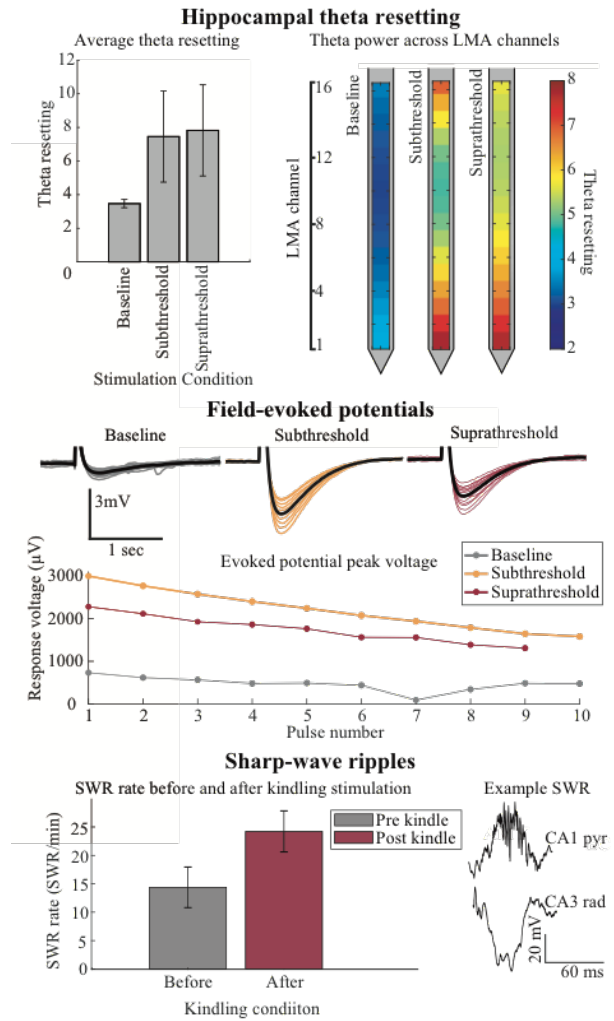 Hippocampal theta resetting
Average theta resetting
Theta power across LMA channels
Theta resetting
12
10
8
6
4
2
0
Baseline
Subthreshold
Suprathreshold
Stimulation Condition
LMA channel
16
12
8
4
1
Baseline
Subthreshold
Suprathreshold
8
7
6
5
4
3
2
Theta resetting
Field-evoked potentials
Baseline
Subthreshold
Suprathreshold
3mV
1 sec
Evoked potential peak voltage
Baseline
Subthreshold
Suprathreshold
Response voltage (µV)
3000
2000
1000
0
1 2 3 4 5 6 7 8 9 10
Pulse number
Sharp-wave ripples
SWR rate before and after kindling stimulation
Example SWR
SWR rate (SWR/min)
25
20
15
10
5
0
Pre kindle
Post kindle
Before After
Kindling condiiton
CA1 pyr
CA3 rad
20 mV
60 ms